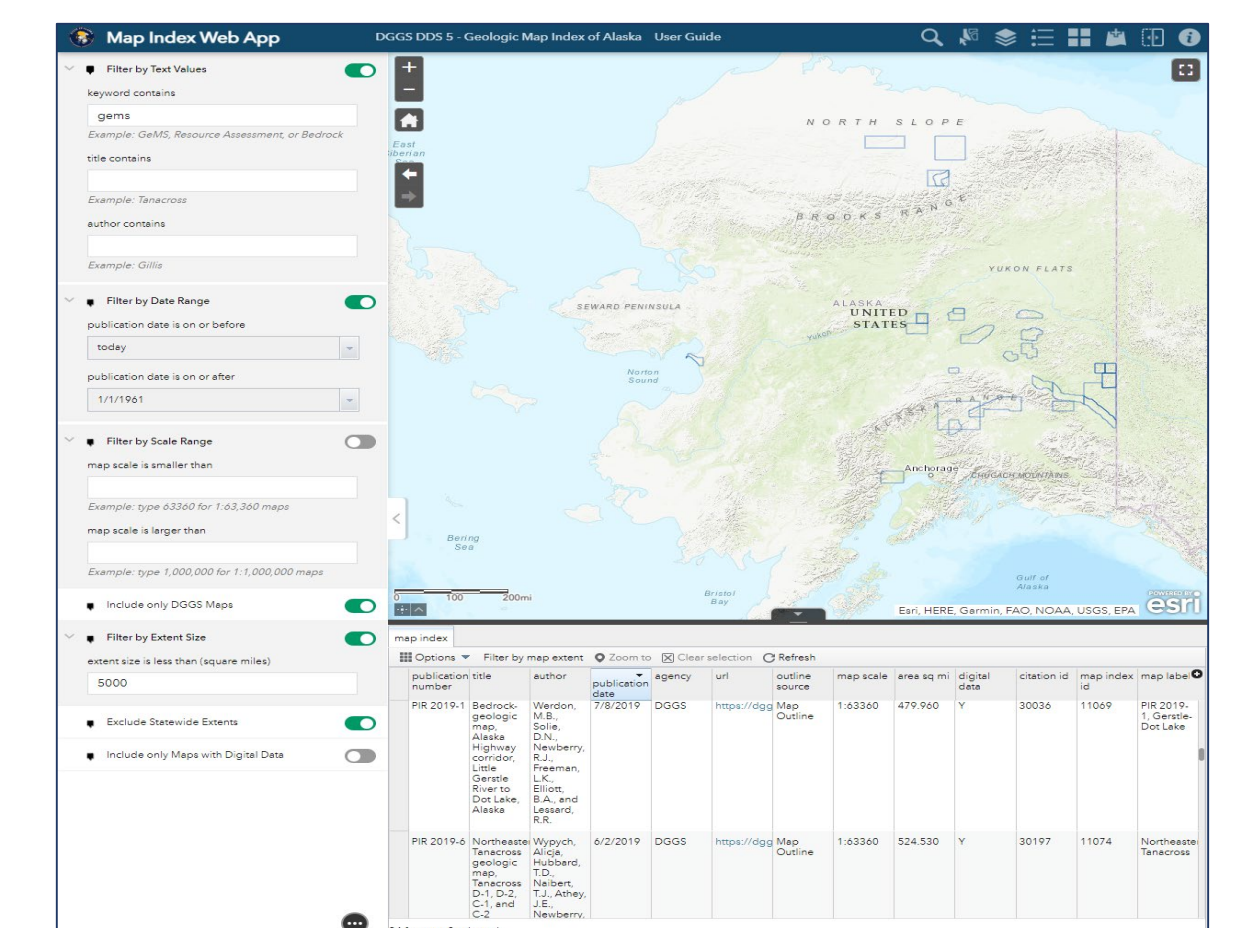 Map Index Web App
DGGS DDS 5 - Geologic Map Index of Alaska User Guide
Filter by Text Values
keyword contains
gems
Example: GeMS, Resource Assessment, or Bedrock
title contains
Example: Tanacross
author contains
Example: Gillis
Filter by Date Range
publication date is on or before
today
publication date is on or after
1/1/1961
Filter by Scale Range
map scale is smaller than
Example: type 63360 for 1:63,360 maps
map scale is larger than
Example: type 1,000,000 for 1:1,000,000 maps
Include only DGGS Maps
Filter by Extent Size
extent size is less than (square miles)
5000
Exclude Statewide Extents
Include only Maps with Digital Data
East
NORTH SLOPE
BROOKS RANGE
YUKON FLATS
SEWARD PENINSULA
ALASKA
UNITED
STATES
Yukon
Norton
Sound
ALASKA RANGE
Anchorage
CHUGACH MOUNTAINS
Bering
Sea
Gulf of
Alaska
Bristol
Bay
0 100 200mi
Esri, HERE, Garmin, FAO, NOAA, USGS, EPA
POWERED BY
esri
map index
Options Filter by map extent Zoom to Clear selection Refresh
publication title author publication agency url outline map scale area sq mi digital citation id map index map label
number date source data id
PIR 2019-1 Bedrock- Werdon, 7/8/2019 DGGS https://dgg Map 1:63360 479.960 Y 30036 11069 PIR 2019-
geologic M.B., Outline 1, Gerstle-
map, Solie, Dot Lake
Alaska D.N.,
Highway Newberry,
corridor, R.J.,
Little Freeman,
Gerstle L.K.,
River to Elliott,
Dot Lake, B.A., and
Alaska Lessard,
R.R.
PIR 2019-6 Northeaste Wypych, 6/2/2019 DGGS https://dgg Map 1:63360 524.530 Y 30197 11074 Northeaste
Tanacross Alicja, Outline Tanacross
geologic Hubbard,
map, T.D.,
Tanacross Naibert,
D-1, D-2, T.J., Athey,
C-1, and J.E.,
C-2 Newberry,